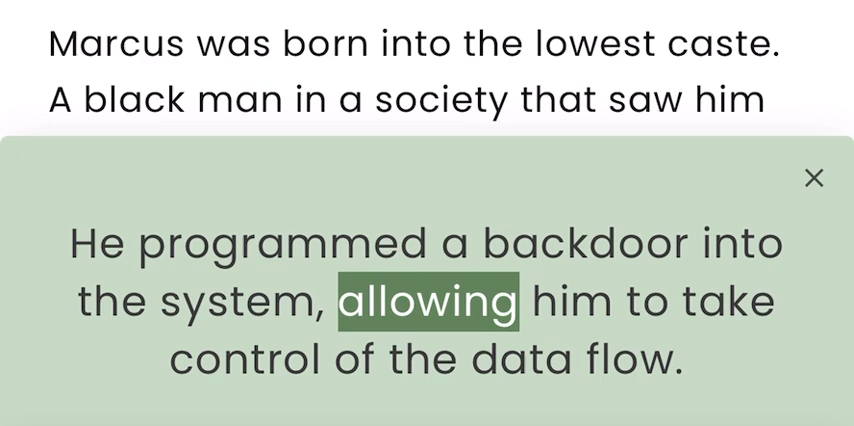 Marcus was born into the lowest caste.
A black man in a society that saw him
He programmed a backdoor into
the system, allowing him to take
control of the data flow.